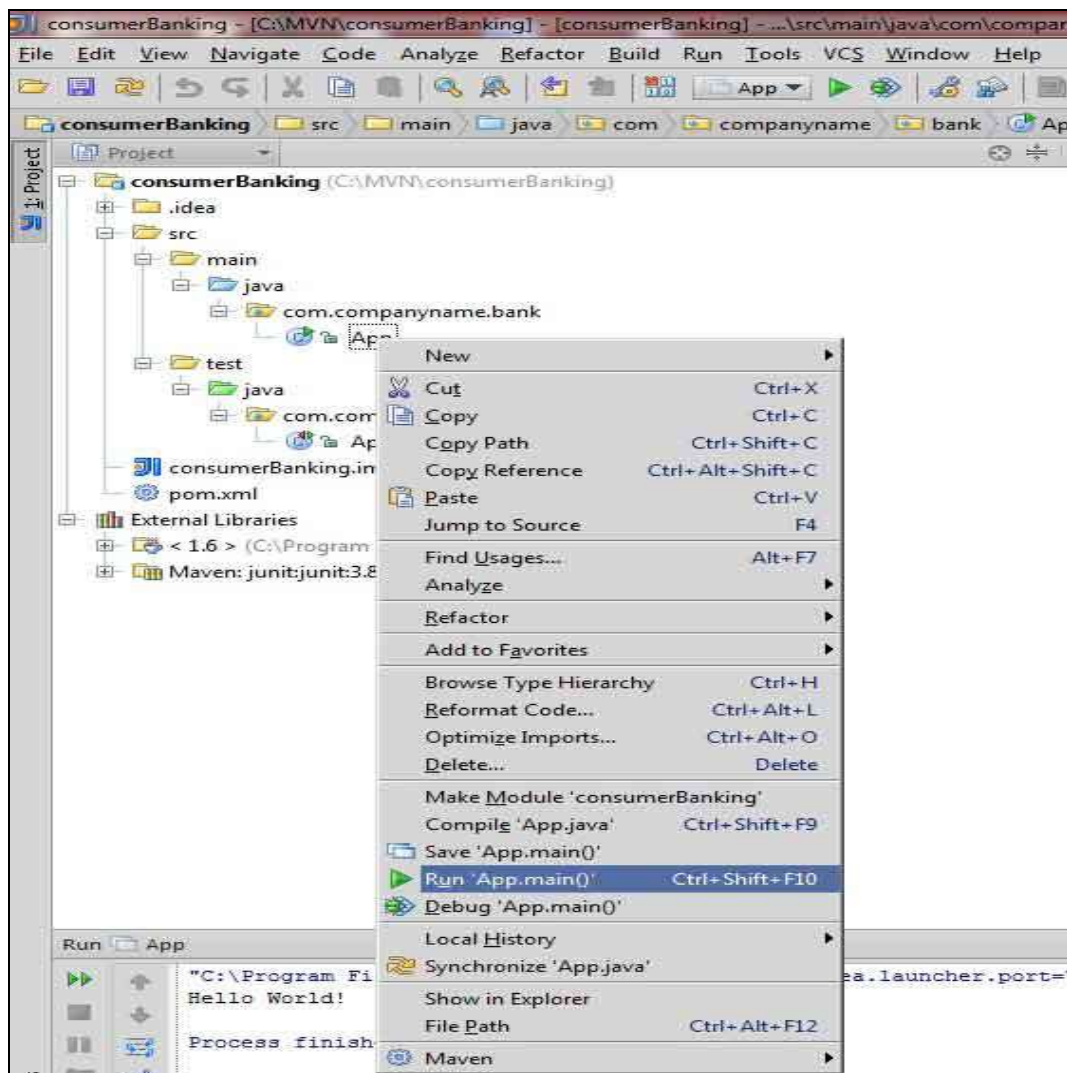 consumerBanking - [C:\MVN\consumerBanking] - [consumerBanking] - ...\src\main\java\com\compar
File Edit View Navigate Code Analyze Refactor Build Run Tools VCS Window Help
App
consumerBanking src main java com companyname bank Ap
1: Project
Project
consumerBanking (C:\MVN\consumerBanking)
.idea
src
main
java
com.companyname.bank
App
test
java
com.com
Ap
consumerBanking.im
pom.xml
External Libraries
< 1.6 > (C:\Program
Maven: junit:junit:3.8
New
Cut Ctrl+X
Copy Ctrl+C
Copy Path Ctrl+Shift+C
Copy Reference Ctrl+Alt+Shift+C
Paste Ctrl+V
Jump to Source F4
Find Usages... Alt+F7
Analyze
Refactor
Add to Favorites
Browse Type Hierarchy Ctrl+H
Reformat Code... Ctrl+Alt+L
Optimize Imports... Ctrl+Alt+O
Delete... Delete
Make Module 'consumerBanking'
Compile 'App.java' Ctrl+Shift+F9
Save 'App.main()'
Run 'App.main()' Ctrl+Shift+F10
Debug 'App.main()'
Local History
Synchronize 'App.java'
Show in Explorer
File Path Ctrl+Alt+F12
Maven
Run App
"C:\Program Fi ea.launcher.port=
Hello World!
Process finish